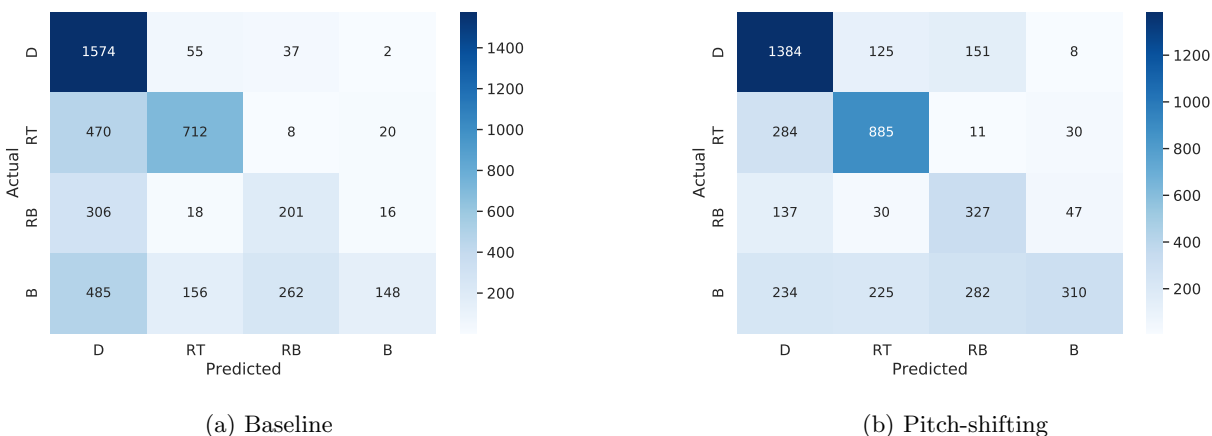 D 1574 55 37 2
RT 470 712 8 20
RB 306 18 201 16
B 485 156 262 148
Actual
D RT RB B
Predicted
1400
1200
1000
800
600
400
200
(a) Baseline
D 1384 125 151 8
RT 284 885 11 30
RB 137 30 327 47
B 234 225 282 310
Actual
D RT RB B
Predicted
1200
1000
800
600
400
200
(b) Pitch-shifting